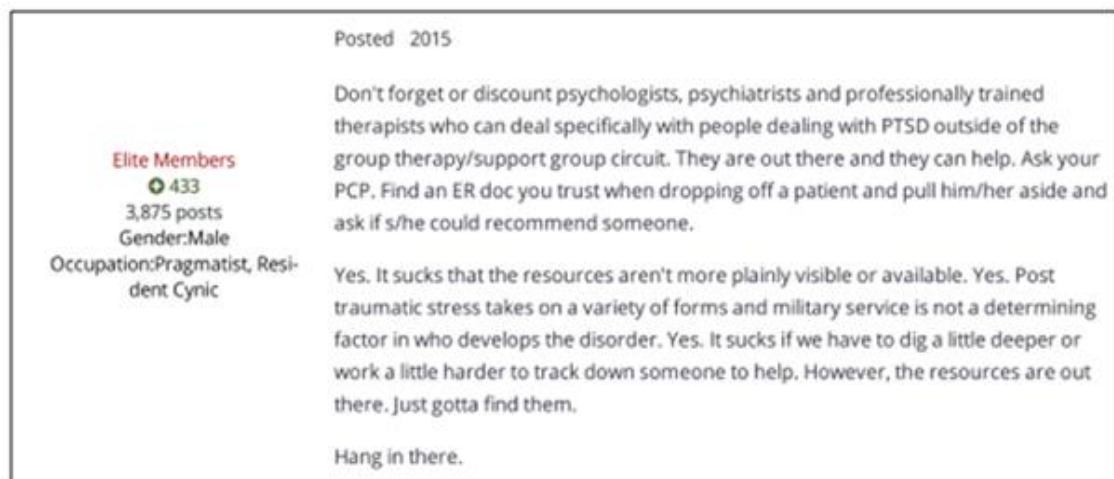 Posted 2015
Elite Members
433
3,875 posts
Gender:Male
Occupation:Pragmatist, Resi-
dent Cynic
Don't forget or discount psychologists, psychiatrists and professionally trained
therapists who can deal specifically with people dealing with PTSD outside of the
group therapy/support group circuit. They are out there and they can help. Ask your
PCP. Find an ER doc you trust when dropping off a patient and pull him/her aside and
ask if s/he could recommend someone.
Yes. It sucks that the resources aren't more plainly visible or available. Yes. Post
traumatic stress takes on a variety of forms and military service is not a determining
factor in who develops the disorder. Yes. It sucks if we have to dig a little deeper or
work a little harder to track down someone to help. However, the resources are out
there. Just gotta find them.
Hang in there.